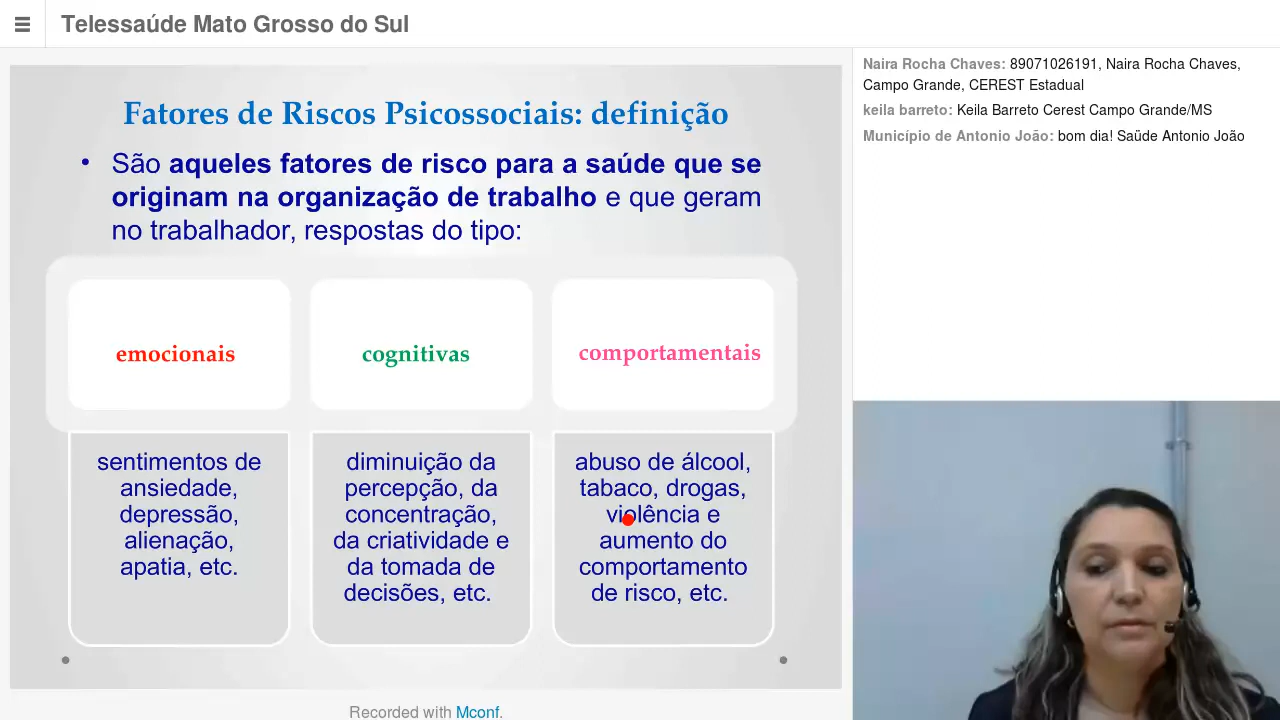 Telessaúde Mato Grosso do Sul
Fatores de Riscos Psicossociais: definição
• São aqueles fatores de risco para a saúde que se
originam na organização de trabalho e que geram
no trabalhador, respostas do tipo:
emocionais
sentimentos de
ansiedade,
depressão,
alienação,
apatia, etc.
cognitivas
diminuição da
percepção, da
concentração,
da criatividade e
da tomada de
decisões, etc.
comportamentais
abuso de álcool,
tabaco, drogas,
violência e
aumento do
comportamento
de risco, etc.
Recorded with Mconf.
Naira Rocha Chaves: 89071026191, Naira Rocha Chaves,
Campo Grande, CEREST Estadual
keila barreto: Keila Barreto Cerest Campo Grande/MS
Município de Antonio João: bom dia! Saüde Antonio João